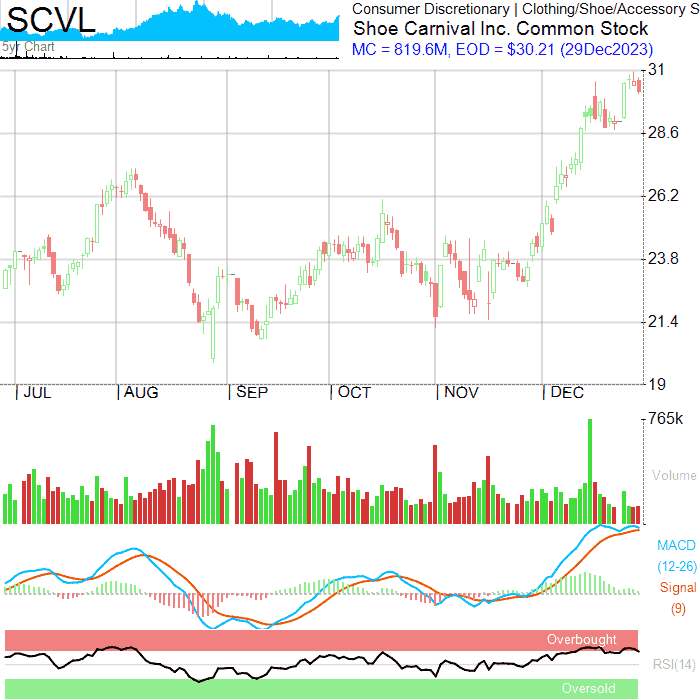 SCVL
5yr Chart
Consumer Discretionary | Clothing/Shoe/Accessory S
Shoe Carnival Inc. Common Stock
MC = 819.6M, EOD = $30.21 (29Dec2023)
31
28.6
26.2
23.8
21.4
19
| JUL | AUG | SEP | OCT | NOV | DEC
765k
Volume
MACD
(12-26)
Signal
(9)
Overbought
RSI(14)
Oversold